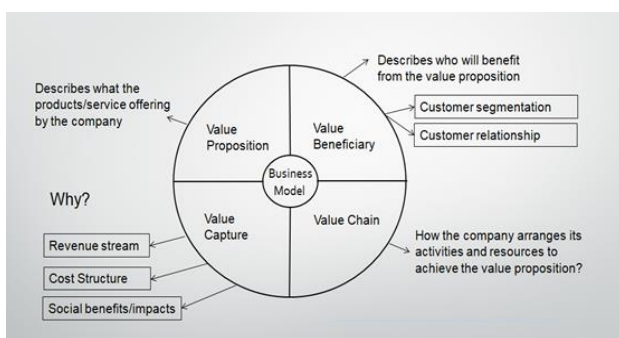 Describes what the
products/service offering
by the company
Describes who will benefit
from the value proposition
Customer segmentation
Customer relationship
Value
Proposition
Value
Beneficiary
Business
Model
Why?
Value
Capture
Value Chain
Revenue stream
Cost Structure
Social benefits/impacts
How the company arranges its
activities and resources to
achieve the value proposition?